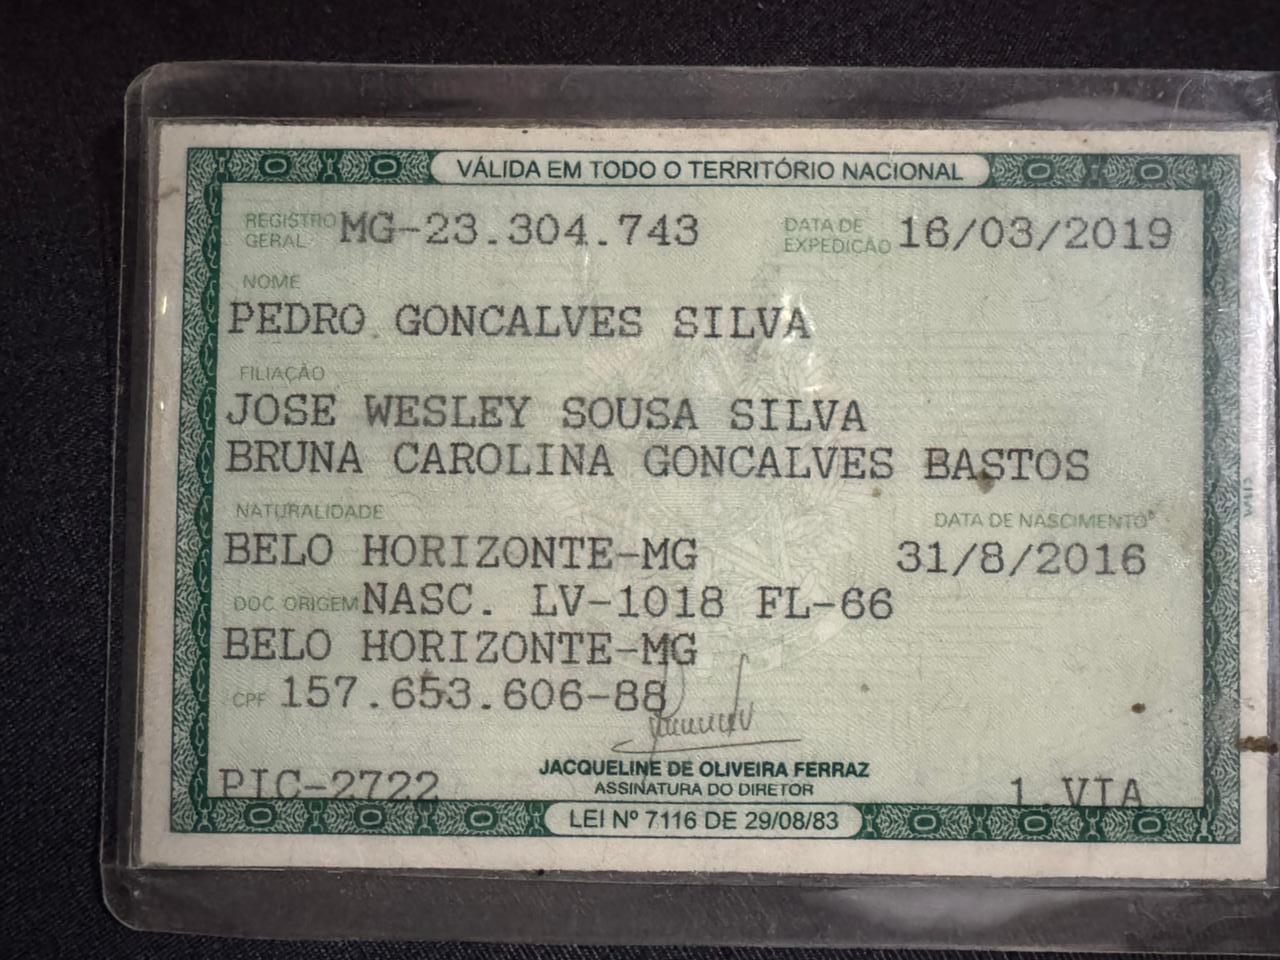 VÁLIDA EM TODO O TERRITÓRIO NACIONAL
REGISTRO GERAL MG-23.304.743 DATA DE EXPEDIÇÃO 16/03/2019
NOME
PEDRO GONCALVES SILVA
FILIAÇÃO
JOSE WESLEY SOUSA SILVA
BRUNA CAROLINA GONCALVES BASTOS
NATURALIDADE DATA DE NASCIMENTO
BELO HORIZONTE-MG 31/8/2016
DOC ORIGEM NASC. LV-1018 FL-66
BELO HORIZONTE-MG
CPF 157.653.606-88
JACQUELINE DE OLIVEIRA FERRAZ
PIC-2722 ASSINATURA DO DIRETOR 1 VIA
LEI Nº 7116 DE 29/08/83